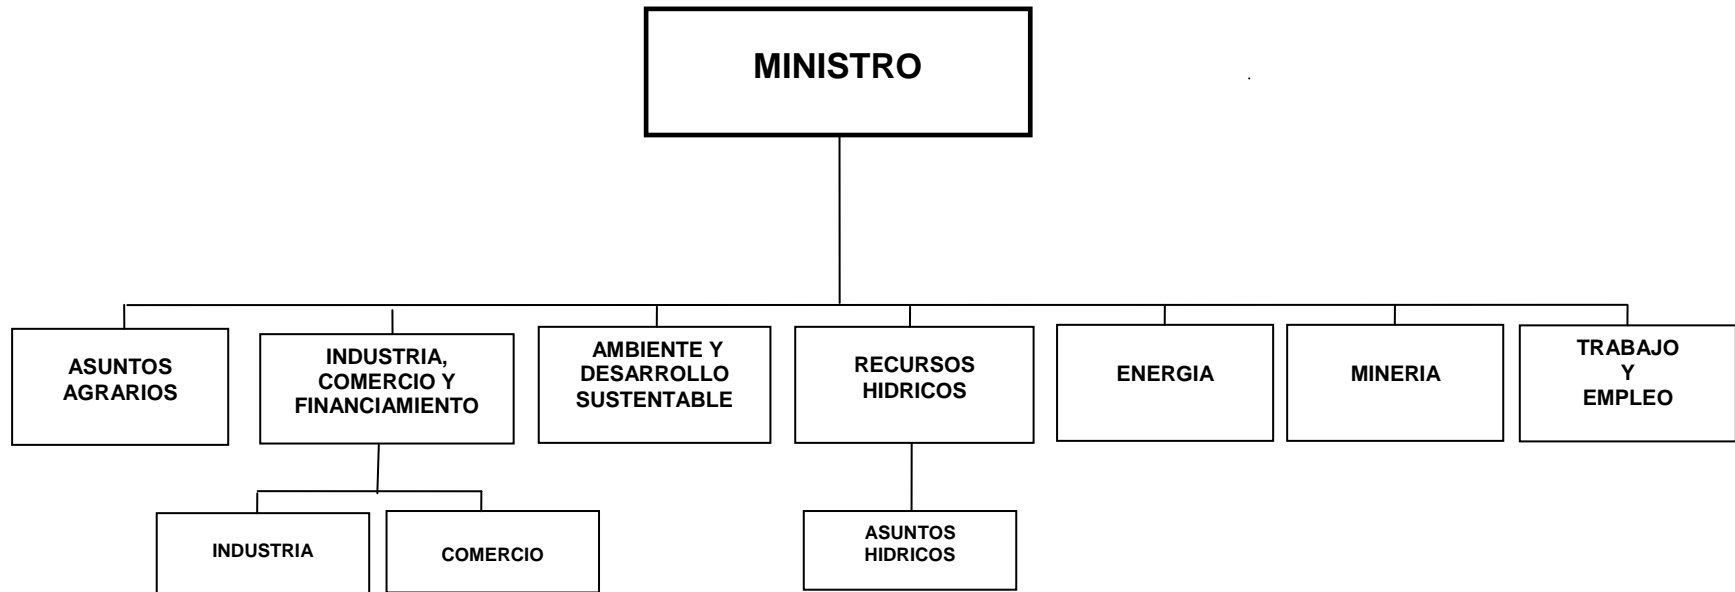 MINISTRO
ASUNTOS
AGRARIOS
INDUSTRIA,
COMERCIO Y
FINANCIAMIENTO
AMBIENTE Y
DESARROLLO
SUSTENTABLE
RECURSOS
HIDRICOS
ENERGIA
MINERIA
TRABAJO
Y
EMPLEO
INDUSTRIA
COMERCIO
ASUNTOS
HIDRICOS